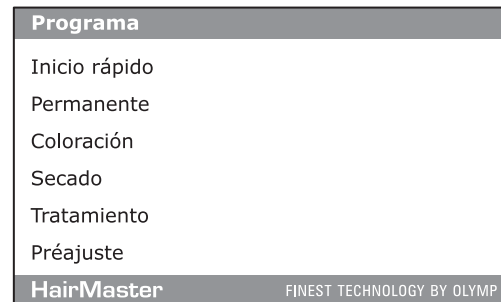 Programa
Inicio rápido
Permanente
Coloración
Secado
Tratamiento
Préajuste
HairMaster FINEST TECHNOLOGY BY OLYMP